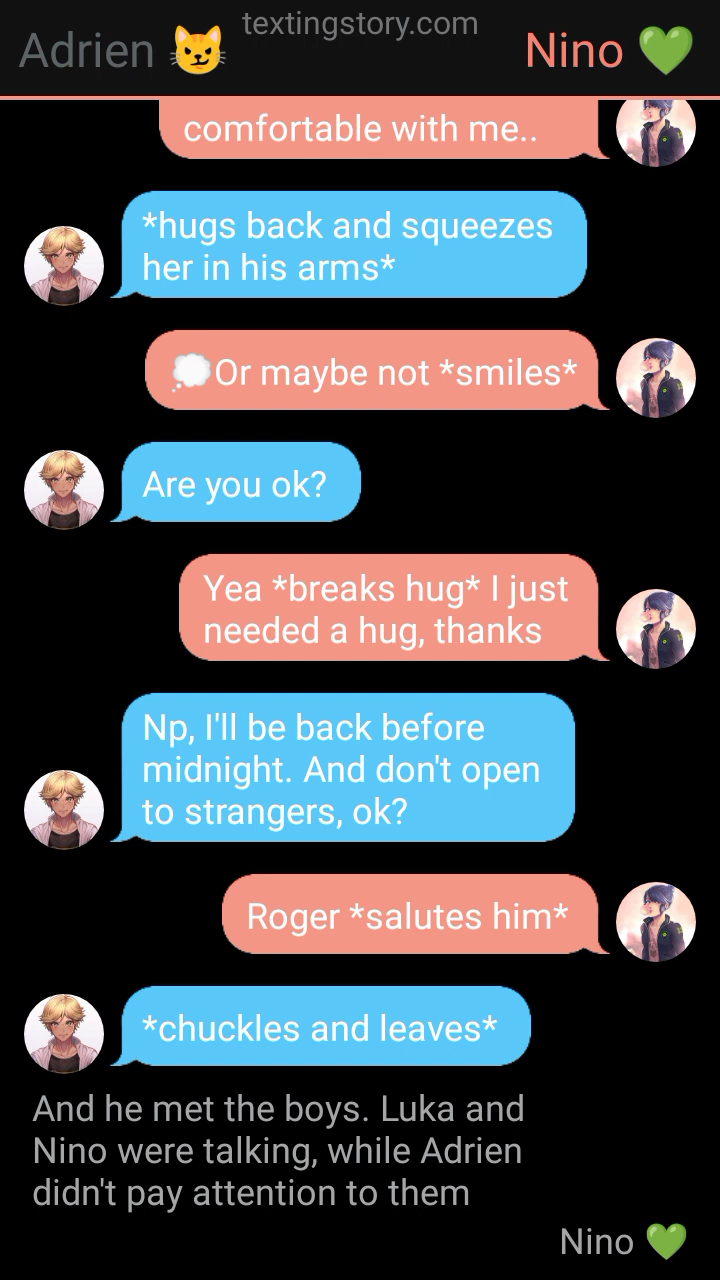 textingstory.com
Adrien 😼 Nino 💚
comfortable with me..
*hugs back and squeezes
her in his arms*
💭Or maybe not *smiles*
Are you ok?
Yea *breaks hug* I just
needed a hug, thanks
Np, I'll be back before
midnight. And don't open
to strangers, ok?
Roger *salutes him*
*chuckles and leaves*
And he met the boys. Luka and
Nino were talking, while Adrien
didn't pay attention to them
Nino 💚